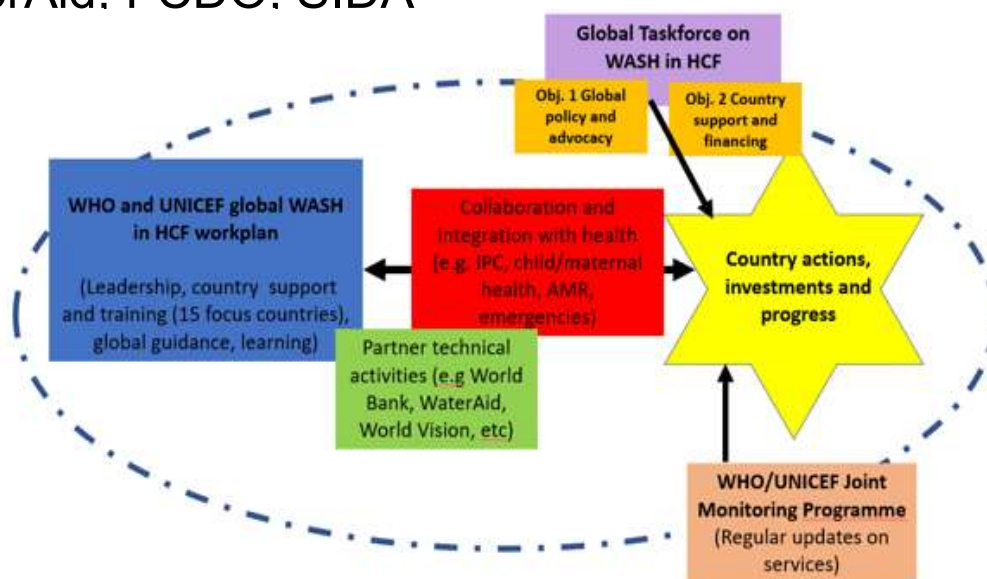 Global Taskforce on
WASH in HCF
Obj. 1 Global
policy and
advocacy
Obj. 2 Country
support and
financing
WHO and UNICEF global WASH
in HCF workplan
(Leadership, country support
and training (15 focus countries),
global guidance, learning)
Collaboration and
integration with health
(e.g. IPC, child/maternal
health, AMR,
emergencies)
Country actions,
investments and
progress
Partner technical
activities (e.g World
Bank, WaterAid,
World Vision, etc)
WHO/UNICEF Joint
Monitoring Programme
(Regular updates on
services)